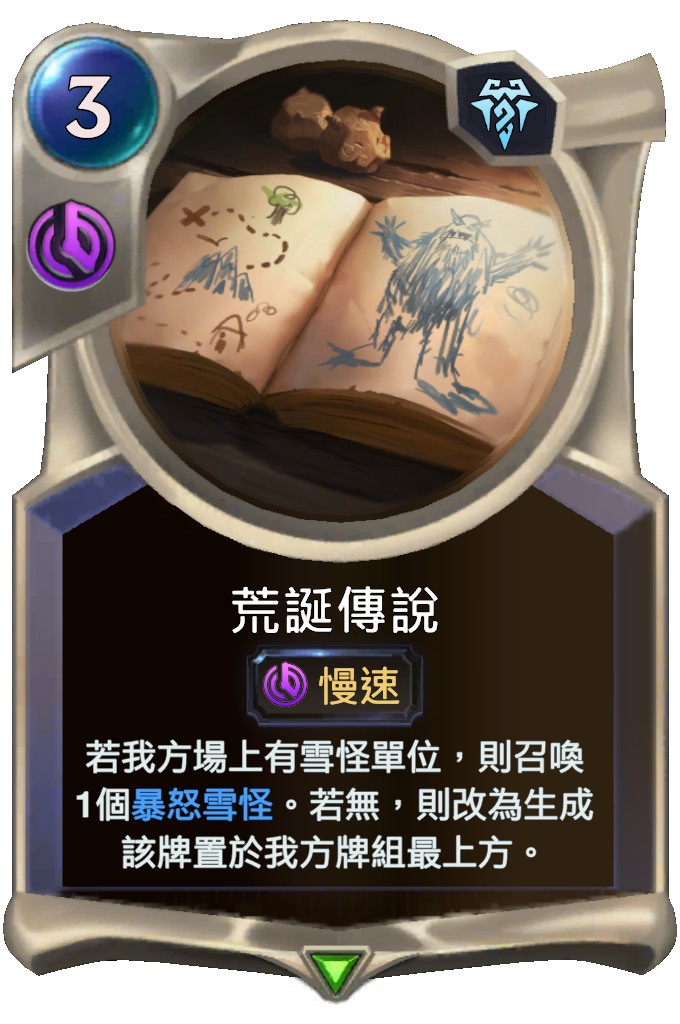 3
荒誕傳說
慢速
若我方場上有雪怪單位，則召喚
1個暴怒雪怪。若無，則改為生成
該牌置於我方牌組最上方。